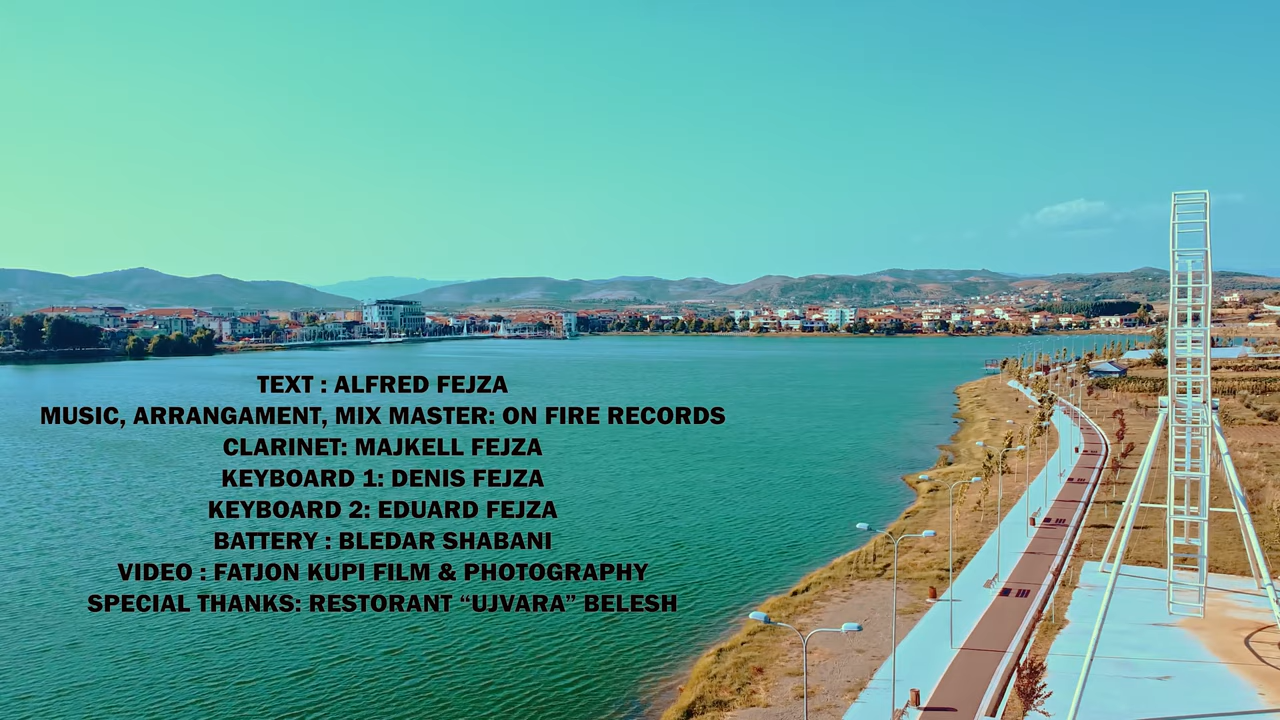 TEXT : ALFRED FEJZA
MUSIC, ARRANGAMENT, MIX MASTER: ON FIRE RECORDS
CLARINET: MAJKELL FEJZA
KEYBOARD 1: DENIS FEJZA
KEYBOARD 2: EDUARD FEJZA
BATTERY : BLEDAR SHABANI
VIDEO : FATJON KUPI FILM & PHOTOGRAPHY
SPECIAL THANKS: RESTORANT “UJVARA” BELESH